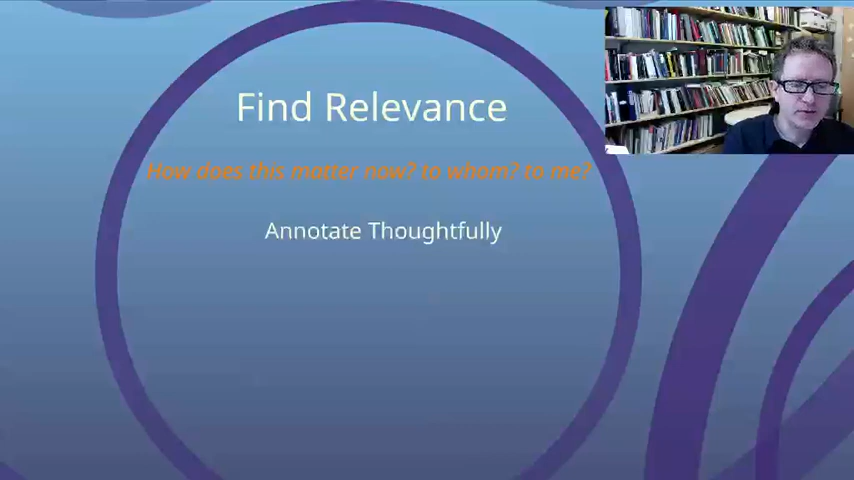 Find Relevance
How does this matter now? to whom? to me?
Annotate Thoughtfully